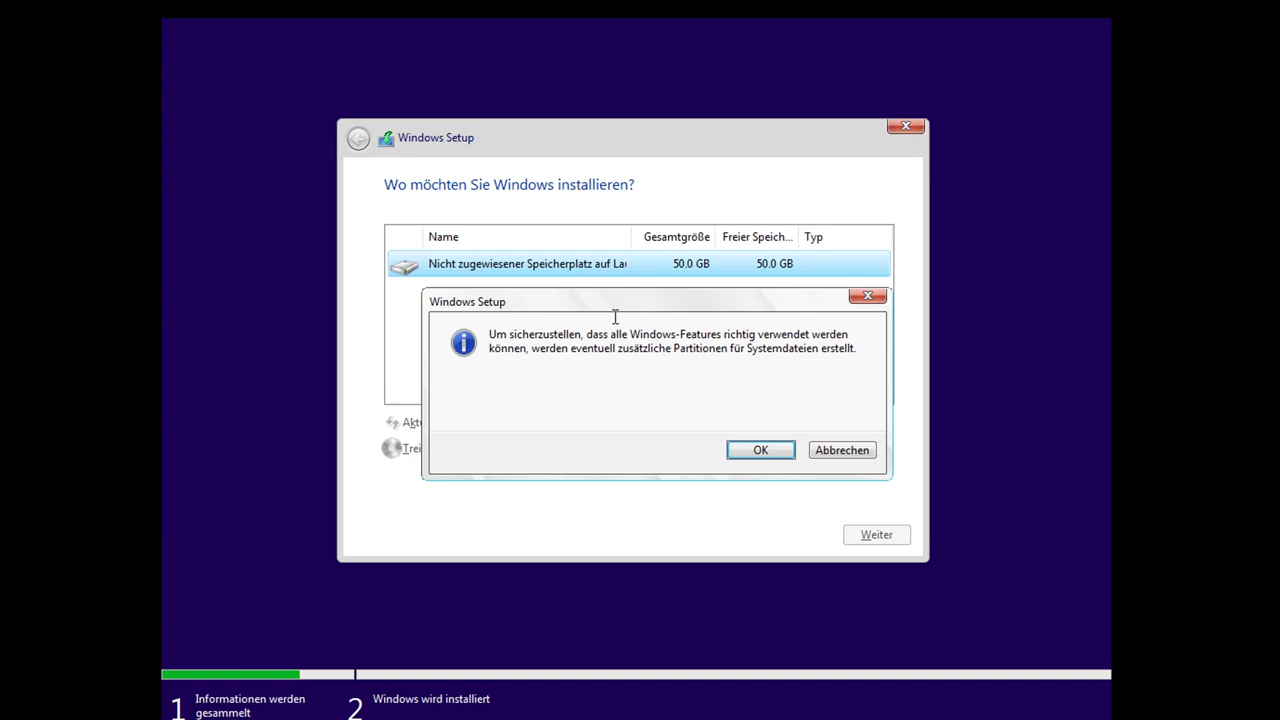 Windows Setup
Wo möchten Sie Windows installieren?
Name Gesamtgröße Freier Speich... Typ
Nicht zugewiesener Speicherplatz auf 50.0 GB 50.0 GB
Windows Setup
Um sicherzustellen, dass alle Windows-Features richtig verwendet werden
können, werden eventuell zusätzliche Partitionen für Systemdateien erstellt.
OK Abbrechen
Weiter
1 Informationen werden
gesammelt
2 Windows wird installiert